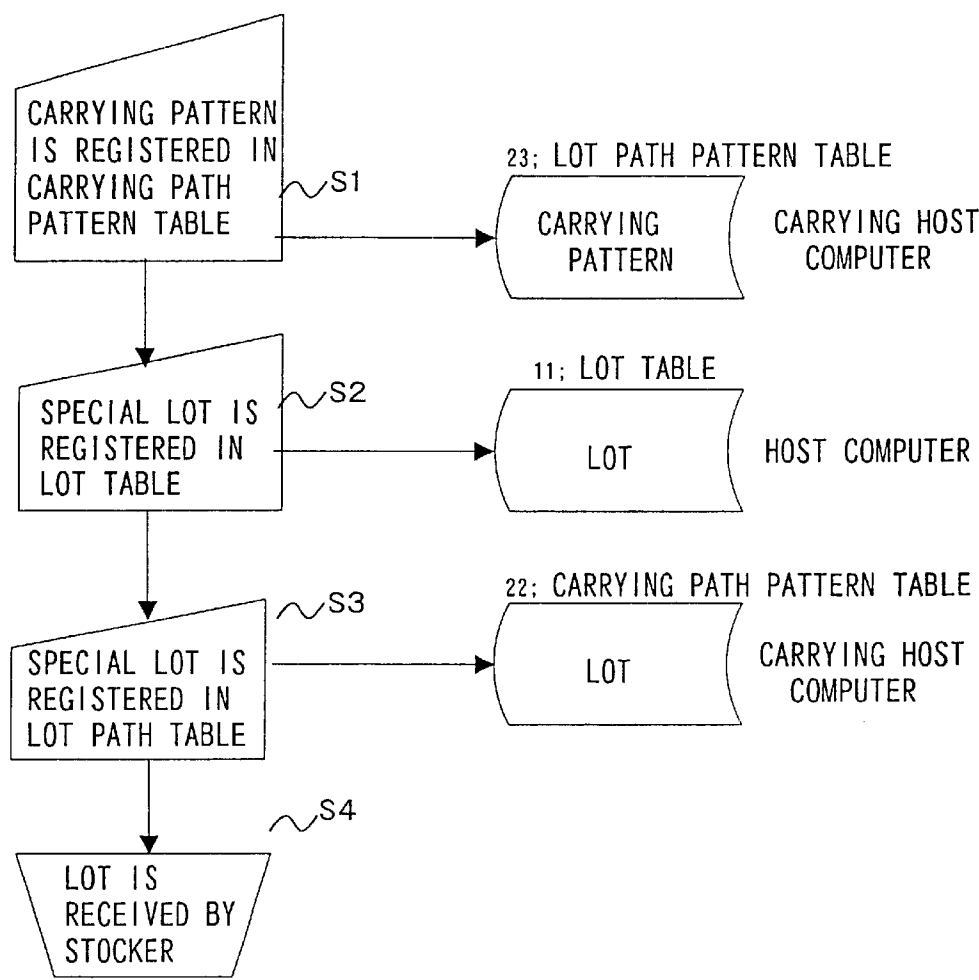 CARRYING PATTERN
IS REGISTERED IN
CARRYING PATH
PATTERN TABLE
S1
23; LOT PATH PATTERN TABLE
CARRYING
PATTERN
CARRYING HOST
COMPUTER
SPECIAL LOT IS
REGISTERED IN
LOT TABLE
S2
11; LOT TABLE
LOT
HOST COMPUTER
SPECIAL LOT IS
REGISTERED IN
LOT PATH TABLE
S3
22; CARRYING PATH PATTERN TABLE
LOT
CARRYING HOST
COMPUTER
S4
LOT IS
RECEIVED BY
STOCKER